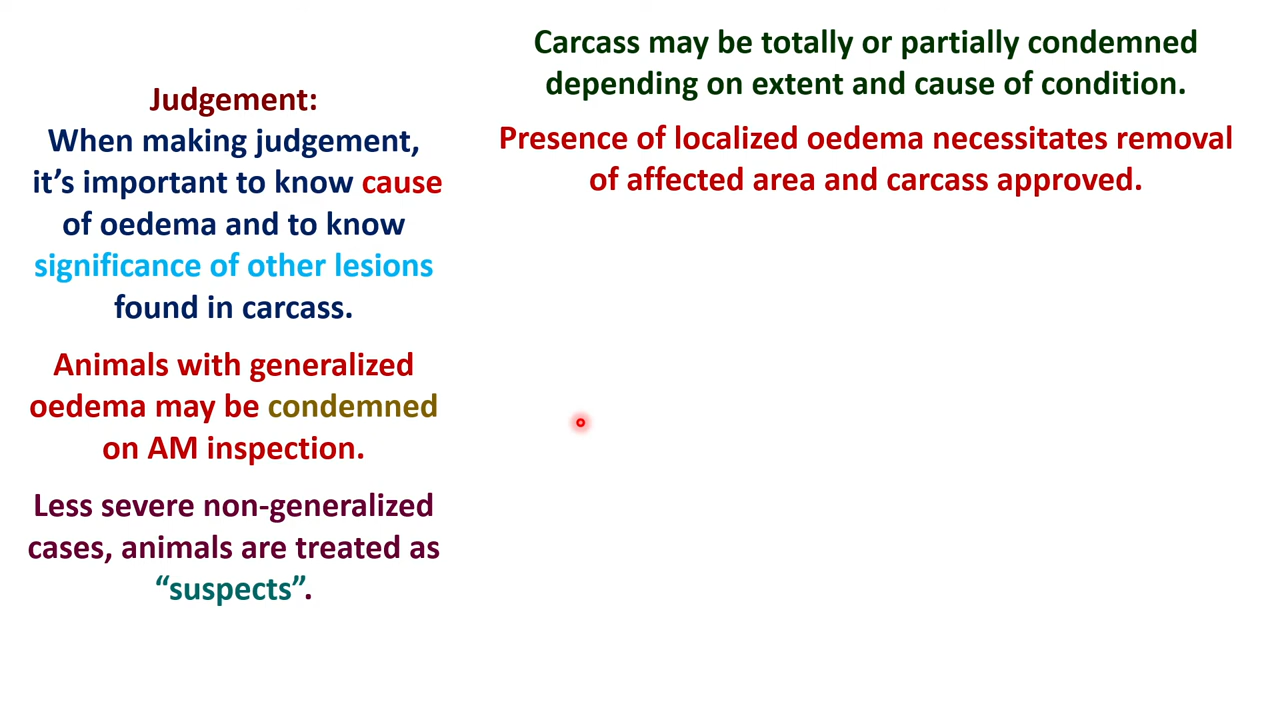 Judgement:
When making judgement,
it’s important to know cause
of oedema and to know
significance of other lesions
found in carcass.
Animals with generalized
oedema may be condemned
on AM inspection.
Less severe non-generalized
cases, animals are treated as
“suspects”.
Carcass may be totally or partially condemned
depending on extent and cause of condition.
Presence of localized oedema necessitates removal
of affected area and carcass approved.